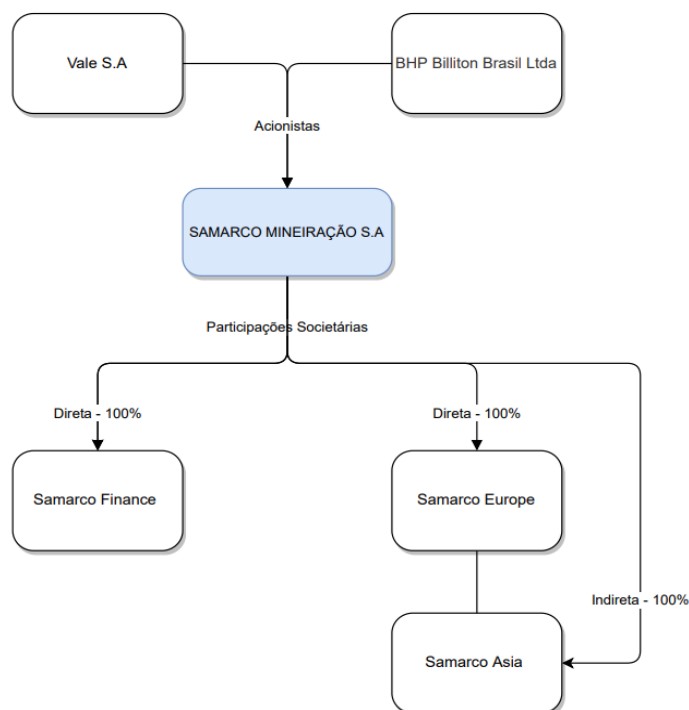 Vale S.A
BHP Billiton Brasil Ltda
Acionistas
SAMARCO MINEIRAÇÃO S.A
Participações Societárias
Direta - 100%
Direta - 100%
Samarco Finance
Samarco Europe
Indireta - 100%
Samarco Asia